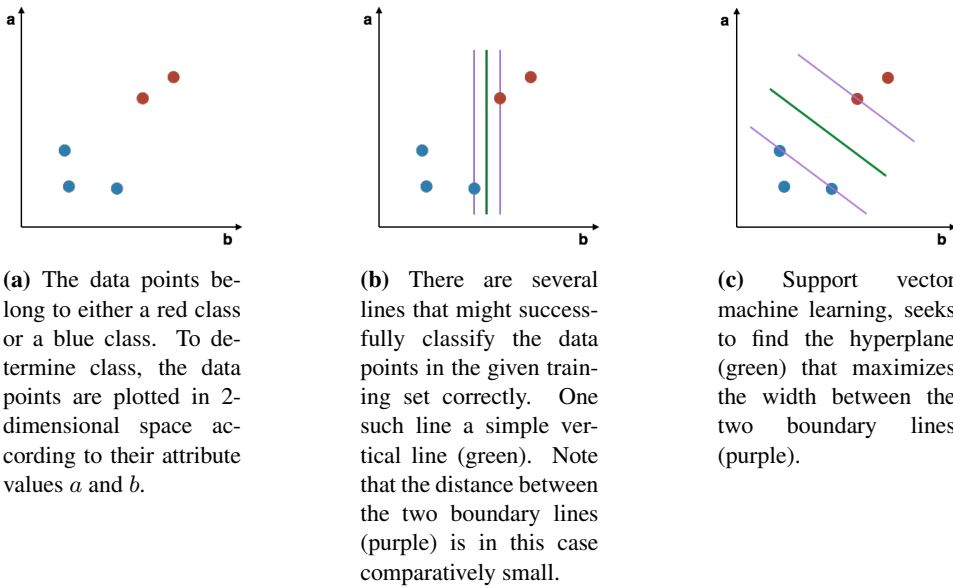 a
b
a
b
a
b
(a) The data points be-
long to either a red class
or a blue class. To de-
termine class, the data
points are plotted in 2-
dimensional space ac-
cording to their attribute
values a and b.
(b) There are several
lines that might success-
fully classify the data
points in the given train-
ing set correctly. One
such line a simple ver-
tical line (green). Note
that the distance between
the two boundary lines
(purple) is in this case
comparatively small.
(c) Support vector
machine learning, seeks
to find the hyperplane
(green) that maximizes
the width between the
two boundary lines
(purple).